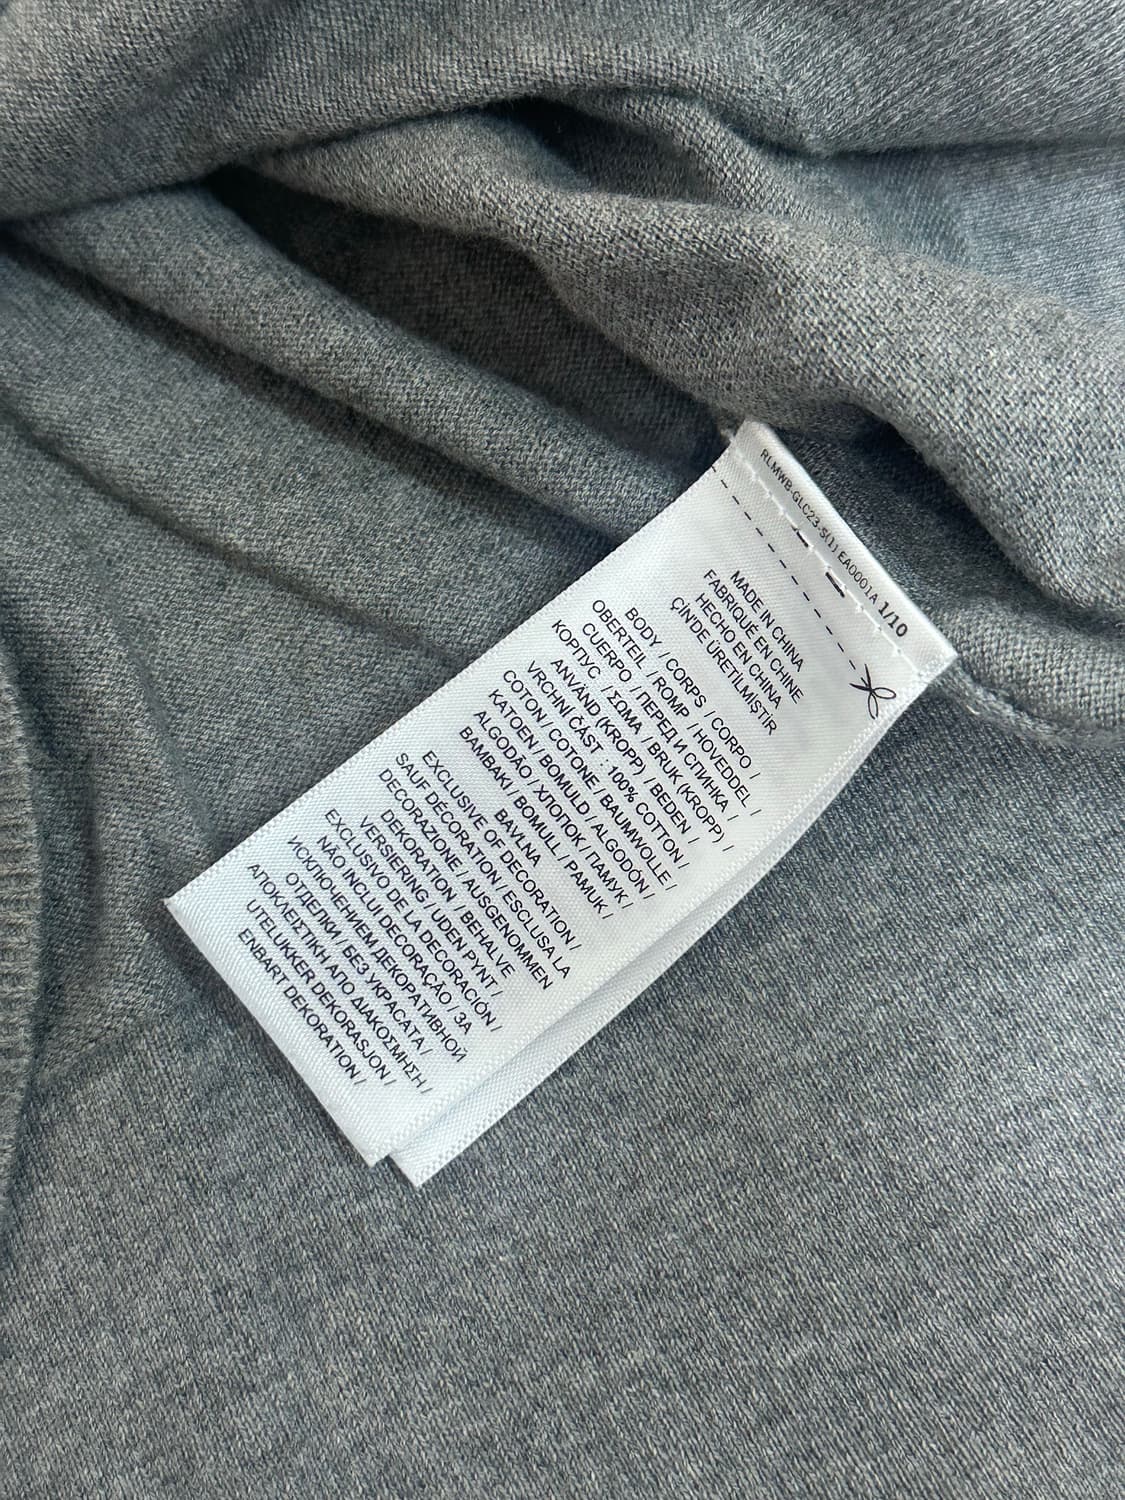 RLMWB-GLC23-S(1) EA0001A 1/10
MADE IN CHINA
FABRIQUÉ EN CHINE
HECHO EN CHINA
ÇİN'DE ÜRETİLMİŞTİR
BODY / CORPS / CORPO /
OBERTEIL / ROMP / HOVEDDEL /
CUERPO / ПЕРЕД И СПИНКА /
КОРПУС / ΣΩΜΑ / BRUK (KROPP) /
ANVÄND (KROPP) / BEDEN /
VRCHNÍ ČÁST : 100% COTTON /
COTON / COTONE / BAUMWOLLE /
KATOEN / BOMULD / ALGODÓN /
ALGODÃO / ХЛОПОК / ПАМУК /
BAMBAKI / BOMULL / PAMUK /
BAVLNA
EXCLUSIVE OF DECORATION /
SAUF DÉCORATION / ESCLUSA LA
DECORAZIONE / AUSGENOMMEN
DEKORATION / BEHALVE
VERSIERING / UDEN PYNT /
EXCLUSIVO DE LA DECORACIÓN /
NÃO INCLUI DECORAÇÃO / ЗА
ИСКЛЮЧЕНИЕМ ДЕКОРАТИВНОЙ
ОТДЕЛКИ / БЕЗ УКРАСАТА /
ΑΠΟΚΛΕΙΣΤΙΚΗ ΑΠΟ ΔΙΑΚΟΣΜΗΣΗ /
UTELUKKER DEKORASJON /
ENBART DEKORATION /